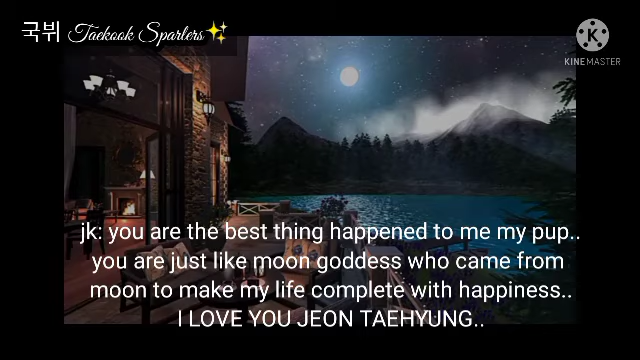 국뷔 Taekook Sparlers✨
K
KINEMASTER
jk: you are the best thing happened to me my pup..
you are just like moon goddess who came from
moon to make my life complete with happiness..
I LOVE YOU JEON TAEHYUNG..